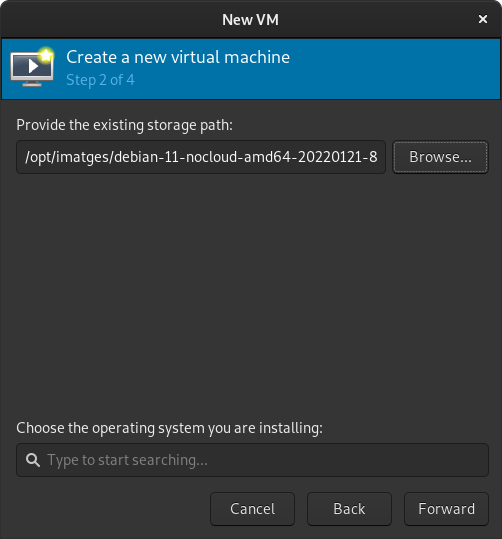 New VM
Create a new virtual machine
Step 2 of 4
Provide the existing storage path:
/opt/imatges/debian-11-nocloud-amd64-20220121-8
Browse...
Choose the operating system you are installing:
Type to start searching...
Cancel
Back
Forward